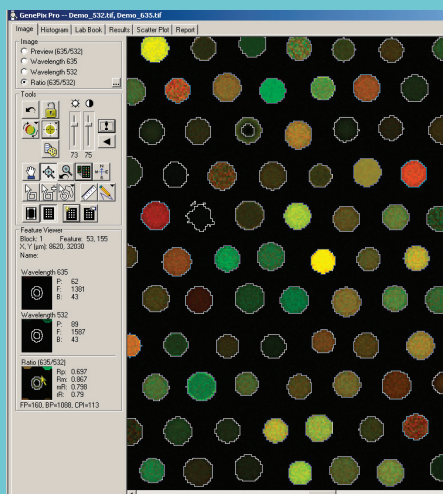 GenePix Pro -- Demo_532.tif, Demo_635.tif
Image Histogram Lab Book Results Scatter Plot Report
Image
Preview (635/532)
Wavelength 635
Wavelength 532
Ratio (635/532)
...
Tools
73 75
Feature Viewer
Block: 1 Feature: 53, 155
X, Y (µm): 8620, 32030
Name:
Wavelength 635
P: 62
F: 1381
B: 43
Wavelength 532
P: 89
F: 1587
B: 43
Ratio (635/532)
Rp: 0.697
Rm: 0.867
mR: 0.798
rR: 0.79
FP=160, BP=1088, CPI=113